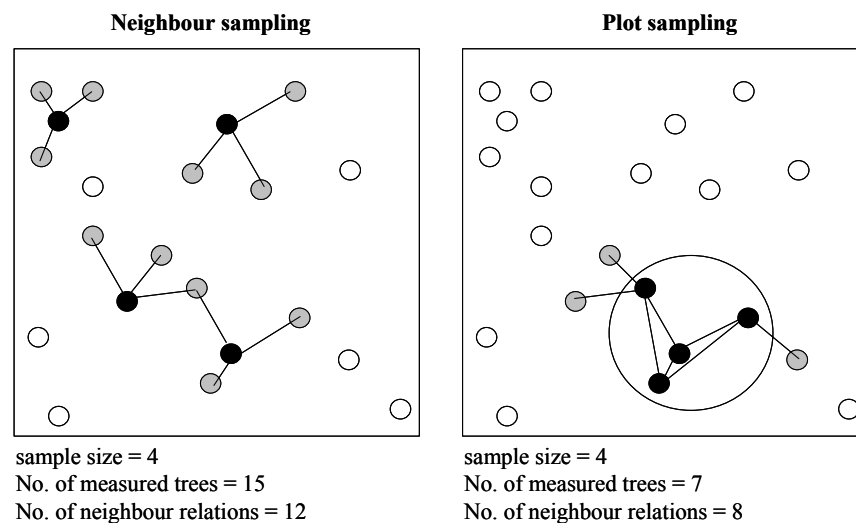 Neighbour sampling
Plot sampling
sample size = 4
No. of measured trees = 15
No. of neighbour relations = 12
sample size = 4
No. of measured trees = 7
No. of neighbour relations = 8